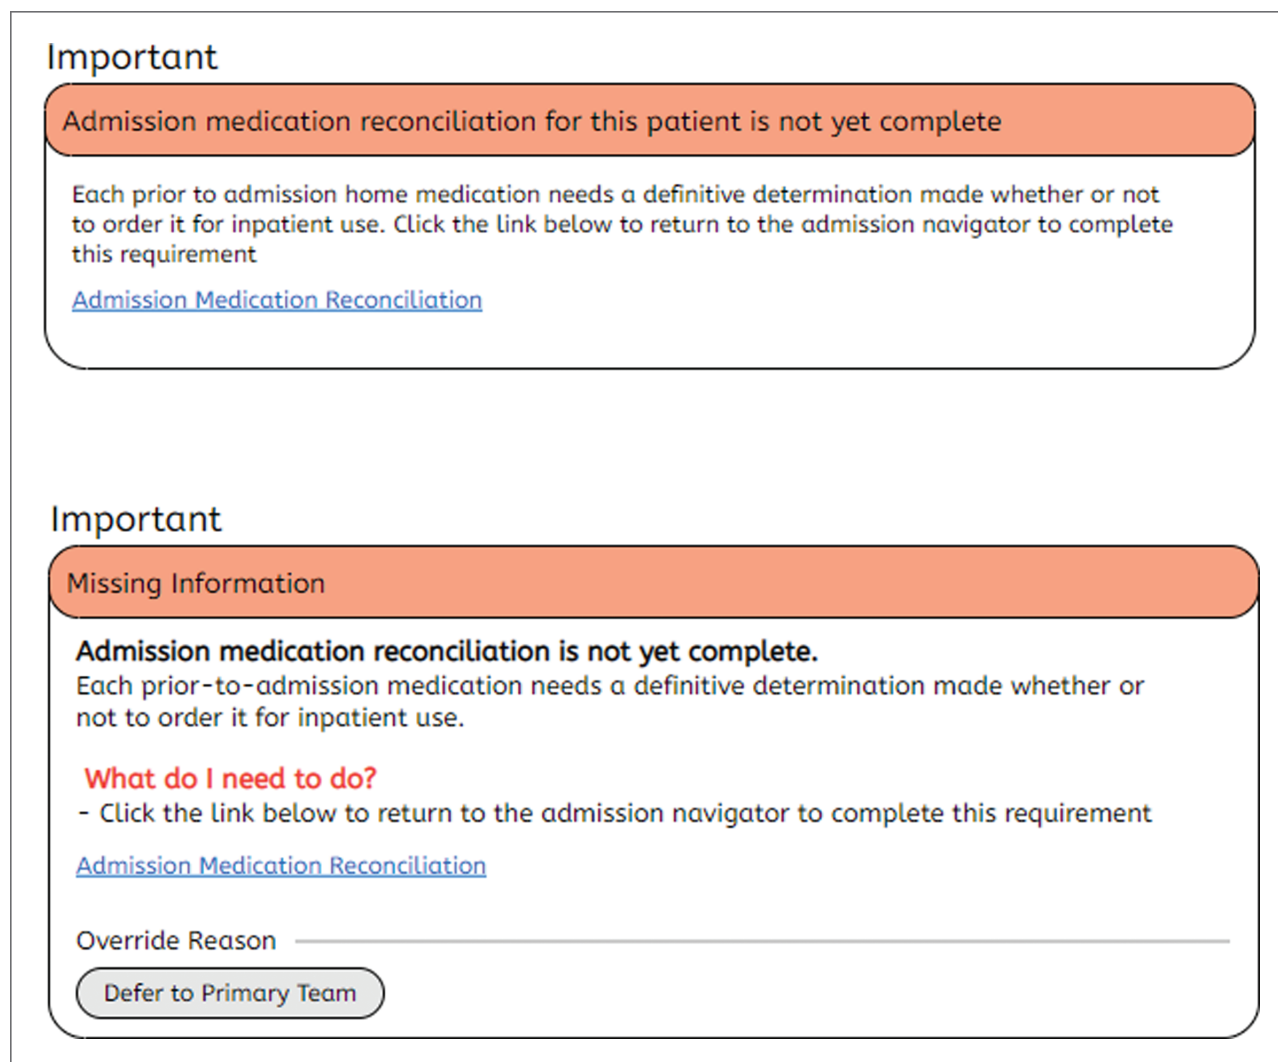 Important
Admission medication reconciliation for this patient is not yet complete
Each prior to admission home medication needs a definitive determination made whether or not
to order it for inpatient use. Click the link below to return to the admission navigator to complete
this requirement
Admission Medication Reconciliation
Important
Missing Information
Admission medication reconciliation is not yet complete.
Each prior-to-admission medication needs a definitive determination made whether or
not to order it for inpatient use.
What do I need to do?
- Click the link below to return to the admission navigator to complete this requirement
Admission Medication Reconciliation
Override Reason
Defer to Primary Team